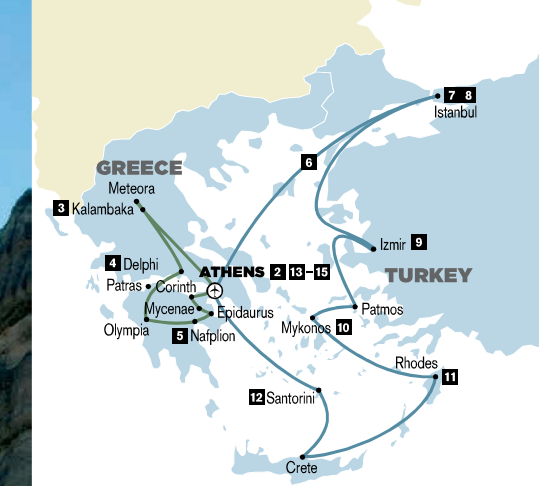 7 8
Istanbul
6
GREECE
Meteora
3 Kalambaka
Izmir 9
4 Delphi
ATHENS 2 13–15
TURKEY
Patras
Corinth
Mycenae
Epidaurus
Patmos
Olympia
5 Nafplion
Mykonos 10
Rhodes
11
12 Santorini
Crete